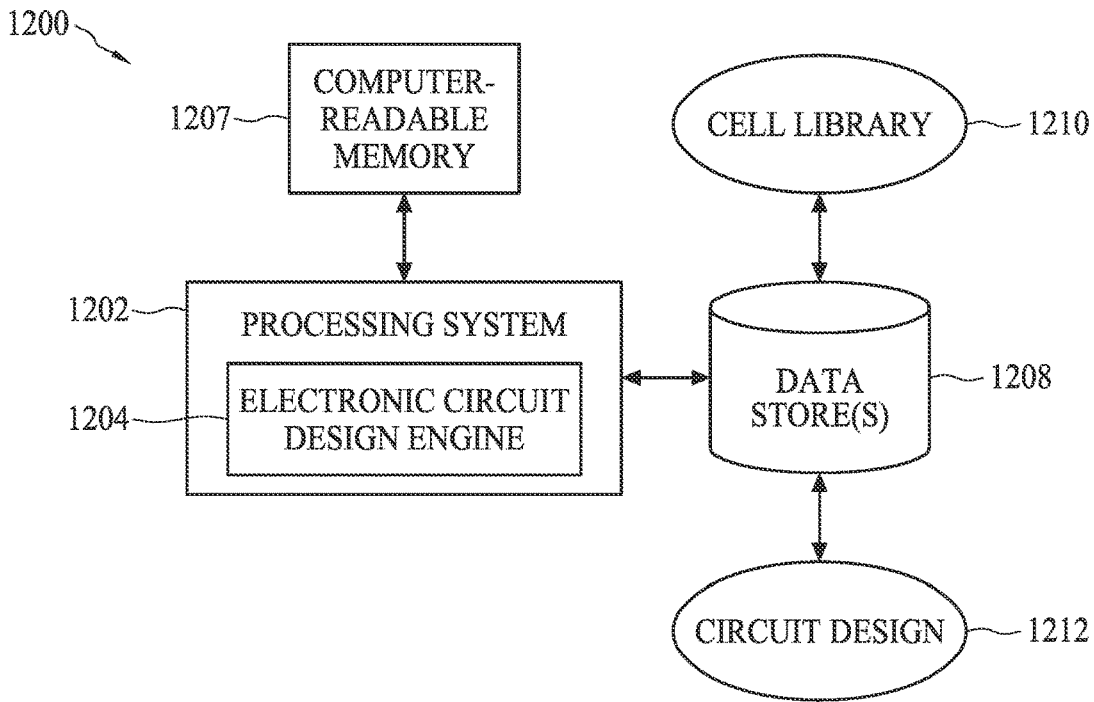 1200
COMPUTER-
READABLE
MEMORY
1207
CELL LIBRARY
1210
1202
PROCESSING SYSTEM
1204
ELECTRONIC CIRCUIT
DESIGN ENGINE
DATA
STORE(S)
1208
CIRCUIT DESIGN
1212